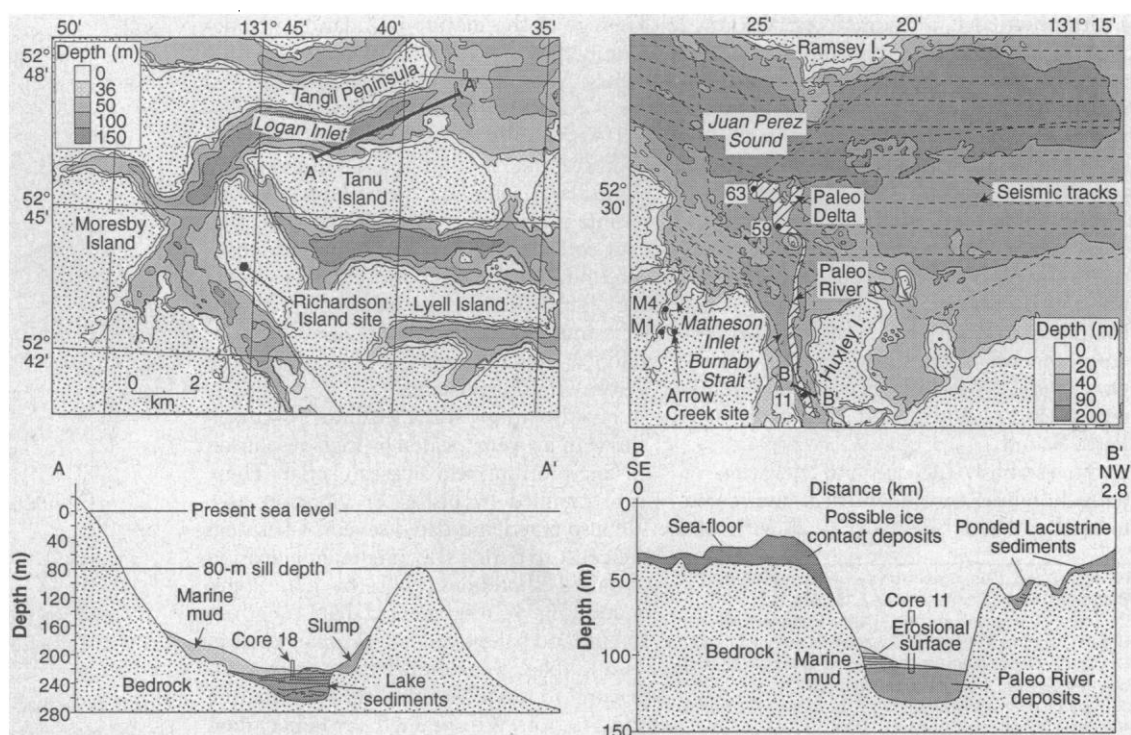 50' 131° 45' 40' 35'
52° 48'
Depth (m)
0
36
50
100
150
Tangil Peninsula
Logan Inlet
A'
A
Tanu Island
52° 45'
Moresby Island
Richardson Island site
Lyell Island
52° 42'
0 2
km
25' 20' 131° 15'
Ramsey I.
Juan Perez Sound
52° 30'
63
Paleo Delta
Seismic tracks
59
Paleo River
M4
M1
Matheson Inlet
Burnaby Strait
Huxley I.
B
B'
11
Arrow Creek site
Depth (m)
0
20
40
90
200
A A'
Depth (m)
0
40
80
120
160
200
240
280
Present sea level
80-m sill depth
Marine mud
Core 18
Slump
Bedrock
Lake sediments
B
SE
0
Distance (km)
B'
NW
2.8
Depth (m)
0
50
100
150
Sea-floor
Possible ice contact deposits
Ponded Lacustrine sediments
Core 11
Erosional surface
Bedrock
Marine mud
Paleo River deposits